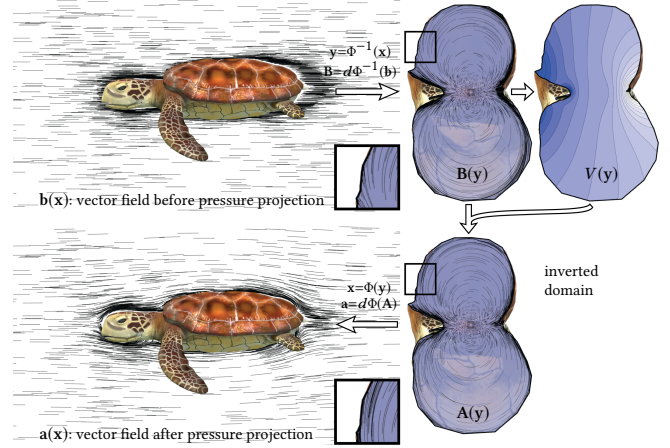 y=Φ⁻¹(x)
B=dΦ⁻¹(b)
B(y)
V(y)
b(x): vector field before pressure projection
inverted
domain
x=Φ(y)
a=dΦ(A)
A(y)
a(x): vector field after pressure projection